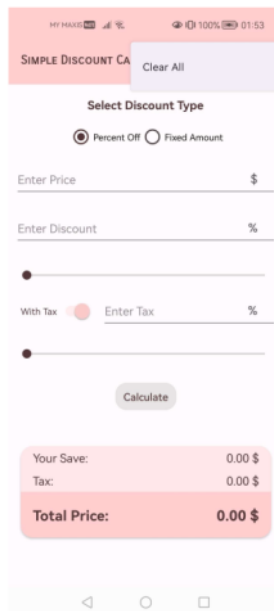 MY MAXIS 100% 01:53
SIMPLE DISCOUNT CA
Clear All
Select Discount Type
Percent Off Fixed Amount
Enter Price $
Enter Discount %
With Tax Enter Tax %
Calculate
Your Save: 0.00 $
Tax: 0.00 $
Total Price: 0.00 $